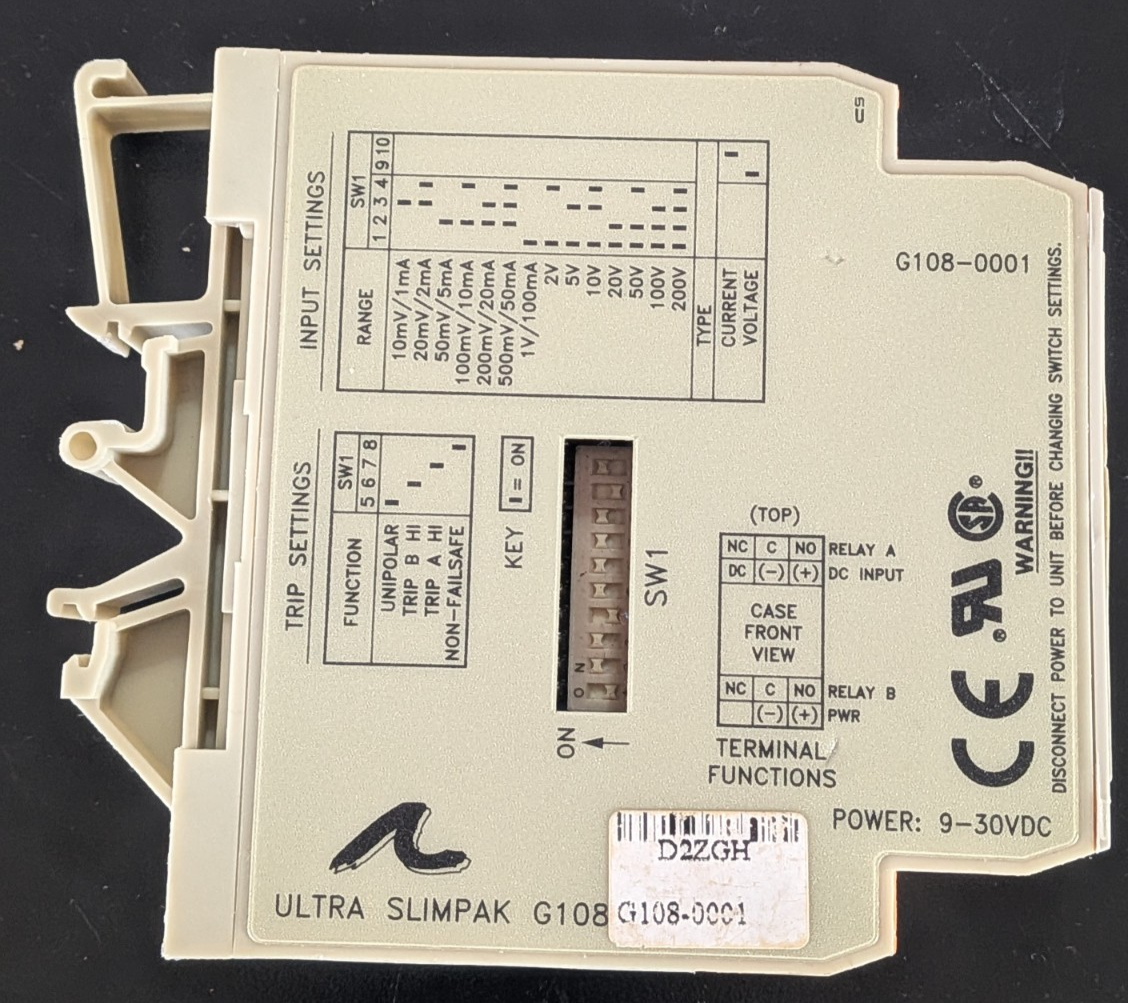 CS
INPUT SETTINGS
RANGE
SW1
1 2 3 4 9 10
10mV/1mA
20mV/2mA
50mV/5mA
100mV/10mA
200mV/20mA
500mV/50mA
1V/100mA
2V
5V
10V
20V
50V
100V
200V
TYPE
CURRENT
VOLTAGE
TRIP SETTINGS
FUNCTION
SW1
5 6 7 8
UNIPOLAR
TRIP B HI
TRIP A HI
NON-FAILSAFE
KEY
= ON
O N
SW1
ON
(TOP)
NC C NO RELAY A
DC (-) (+) DC INPUT
CASE
FRONT
VIEW
NC C NO RELAY B
(-) (+) PWR
TERMINAL
FUNCTIONS
G108-0001
WARNING!!
DISCONNECT POWER TO UNIT BEFORE CHANGING SWITCH SETTINGS.
CE
POWER: 9-30VDC
ULTRA SLIMPAK G108
D2ZGH
G108-0001